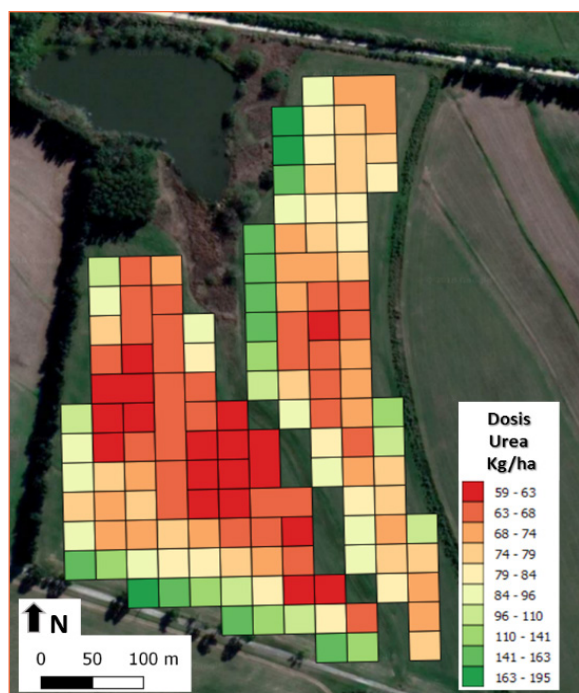 Dosis
Urea
Kg/ha
59 - 63
63 - 68
68 - 74
74 - 79
79 - 84
84 - 96
96 - 110
110 - 141
141 - 163
163 - 195
N
0 50 100 m